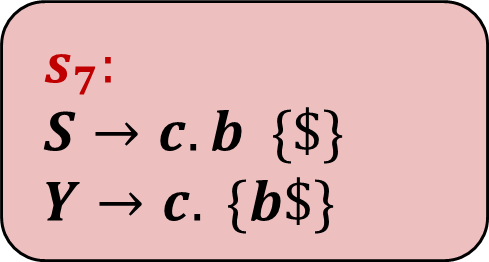 s₇:
S → c. b {$}
Y → c. {b$}